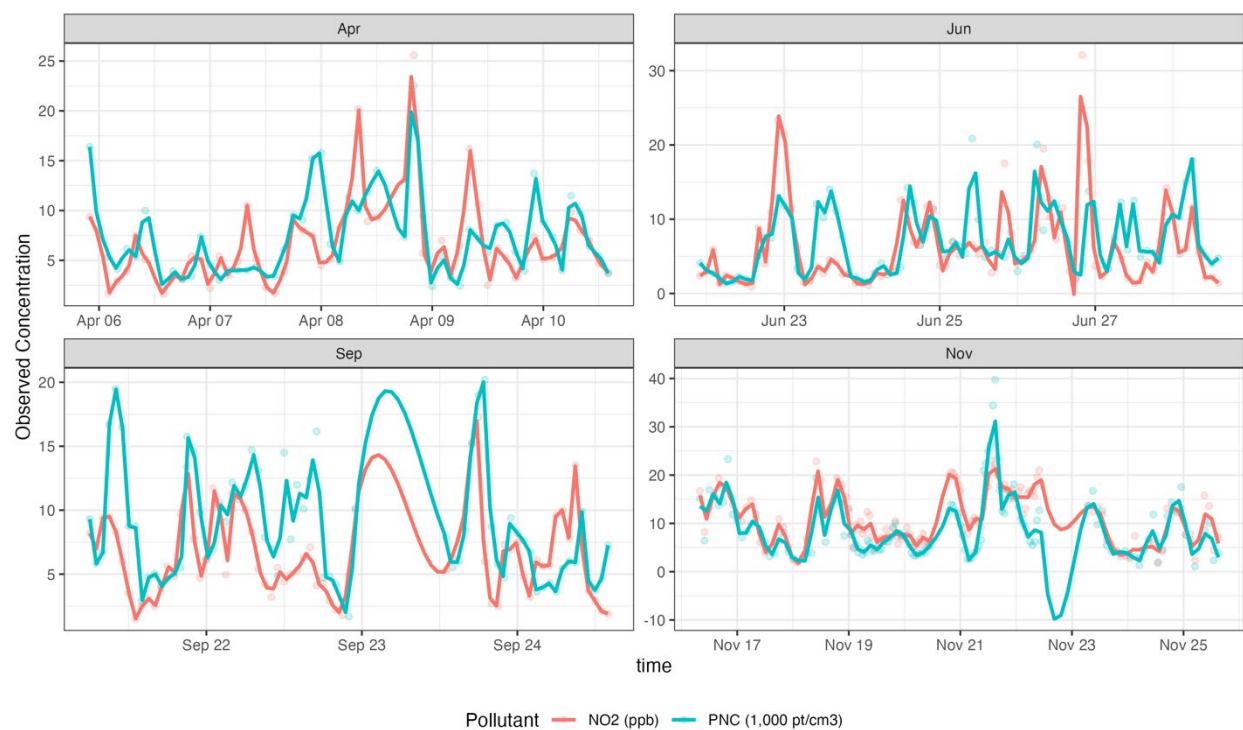 Apr
Jun
25
20
15
10
5
30
20
10
0
Apr 06
Apr 07
Apr 08
Apr 09
Apr 10
Jun 23
Jun 25
Jun 27
Observed Concentration
Sep
Nov
20
15
10
5
40
30
20
10
0
-10
Sep 22
Sep 23
Sep 24
Nov 17
Nov 19
Nov 21
Nov 23
Nov 25
time
Pollutant NO2 (ppb) PNC (1,000 pt/cm3)